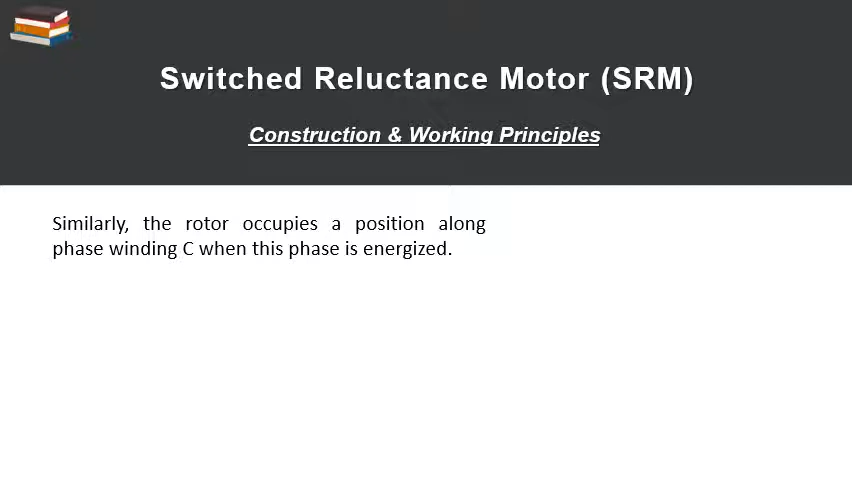 Switched Reluctance Motor (SRM)
Construction & Working Principles
Similarly, the rotor occupies a position along
phase winding C when this phase is energized.